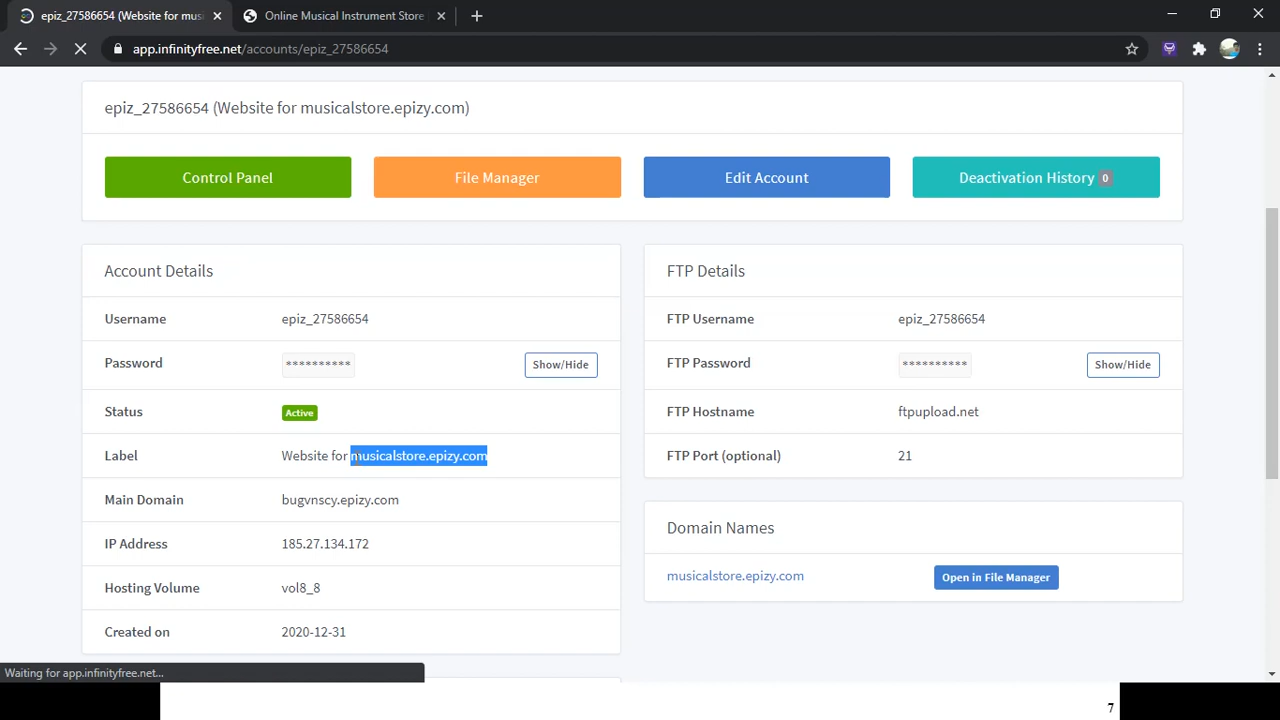 epiz_27586654 (Website for musi
Online Musical Instrument Store
app.infinityfree.net/accounts/epiz_27586654
epiz_27586654 (Website for musicalstore.epizy.com)
Control Panel
File Manager
Edit Account
Deactivation History 0
Account Details
Username epiz_27586654
Password ********** Show/Hide
Status Active
Label Website for musicalstore.epizy.com
Main Domain bugvnscy.epizy.com
IP Address 185.27.134.172
Hosting Volume vol8_8
Created on 2020-12-31
FTP Details
FTP Username epiz_27586654
FTP Password ********** Show/Hide
FTP Hostname ftpupload.net
FTP Port (optional) 21
Domain Names
musicalstore.epizy.com Open in File Manager
Waiting for app.infinityfree.net...
7